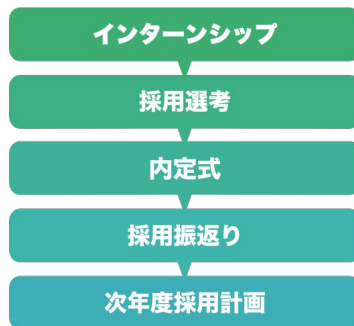 インターンシップ
採用選考
内定式
採用振返り
次年度採用計画